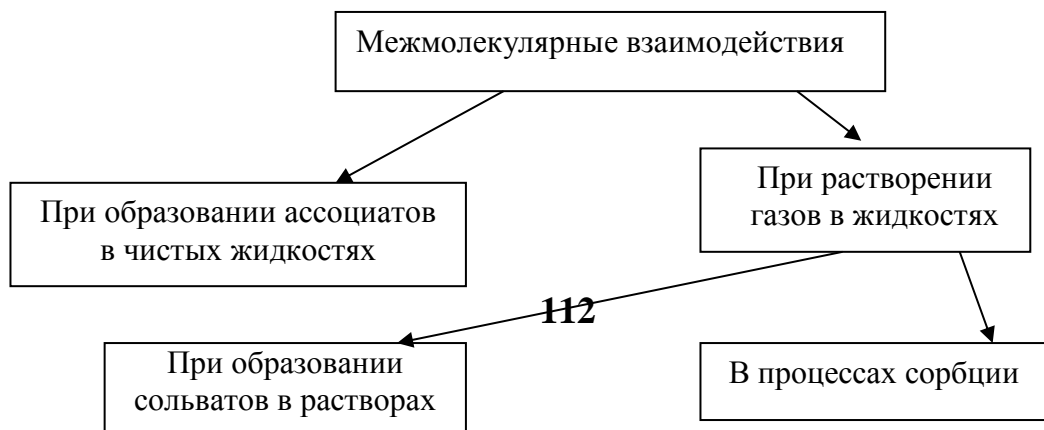 Межмолекулярные взаимодействия
При растворении
газов в жидкостях
При образовании ассоциатов
в чистых жидкостях
112
При образовании
сольватов в растворах
В процессах сорбции